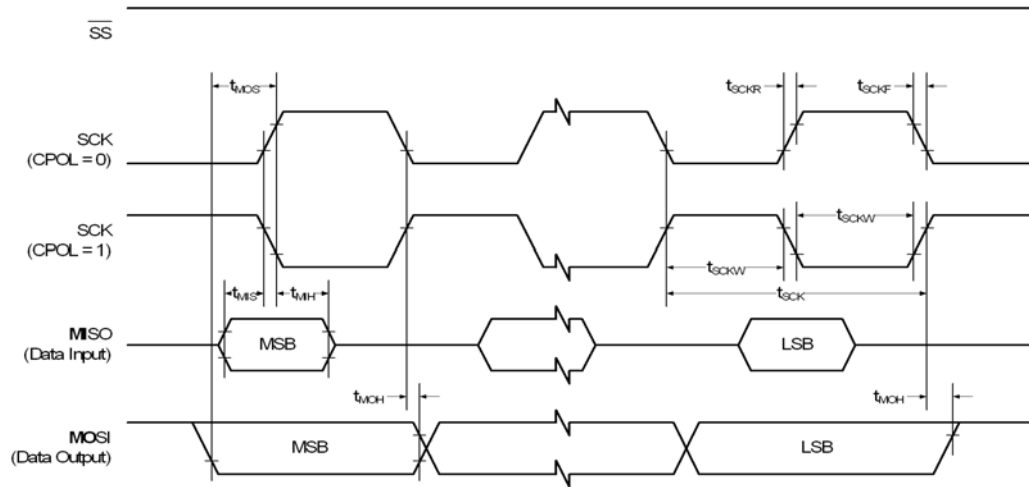 SS
tMOS
tSCKR
tSCKF
SCK
(CPOL = 0)
SCK
(CPOL = 1)
tSCKW
tSCKW
tSCK
tMIS
tMIH
MISO
(Data Input)
MSB
LSB
tMOH
tMOH
MOSI
(Data Output)
MSB
LSB